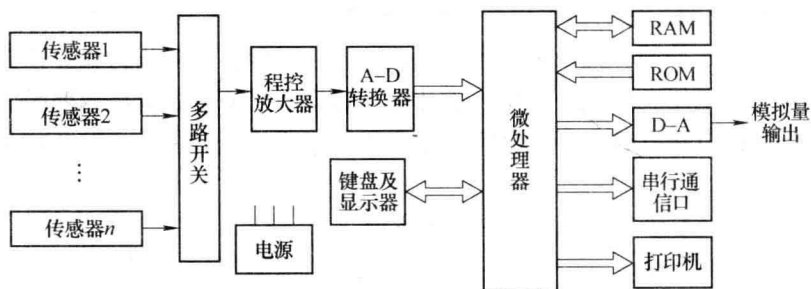 传感器1
传感器2
⋮
传感器n
多路开关
程控
放大器
A–D
转换器
键盘及
显示器
电源
微处理器
RAM
ROM
D–A
模拟量
输出
串行通
信口
打印机